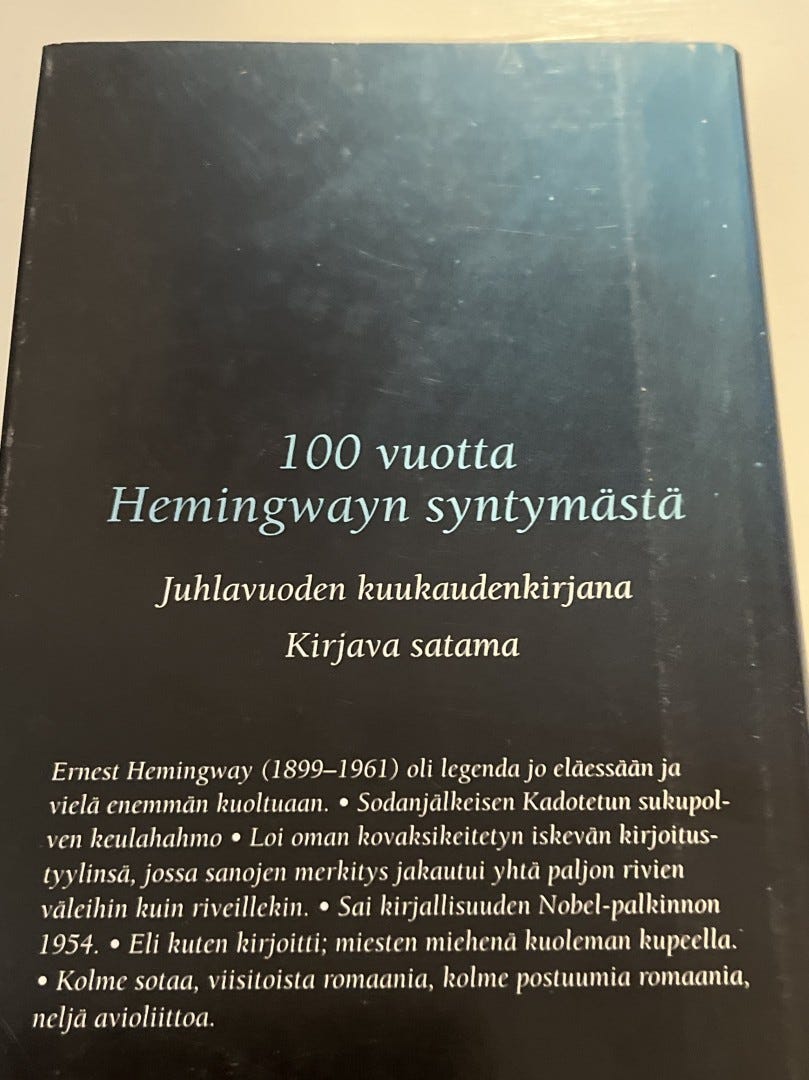 100 vuotta
Hemingwayn syntymästä
Juhlavuoden kuukaudenkirjana
Kirjava satama
Ernest Hemingway (1899–1961) oli legenda jo eläessään ja
vielä enemmän kuoltuaan. • Sodanjälkeisen Kadotetun sukupol-
ven keulahahmo • Loi oman kovaksikeitetyn iskevän kirjoitus-
tyylinsä, jossa sanojen merkitys jakautui yhtä paljon rivien
väleihin kuin riveillekin. • Sai kirjallisuuden Nobel-palkinnon
1954. • Eli kuten kirjoitti; miesten miehenä kuoleman kupeella.
• Kolme sotaa, viisitoista romaania, kolme postuumia romaania,
neljä avioliittoa.